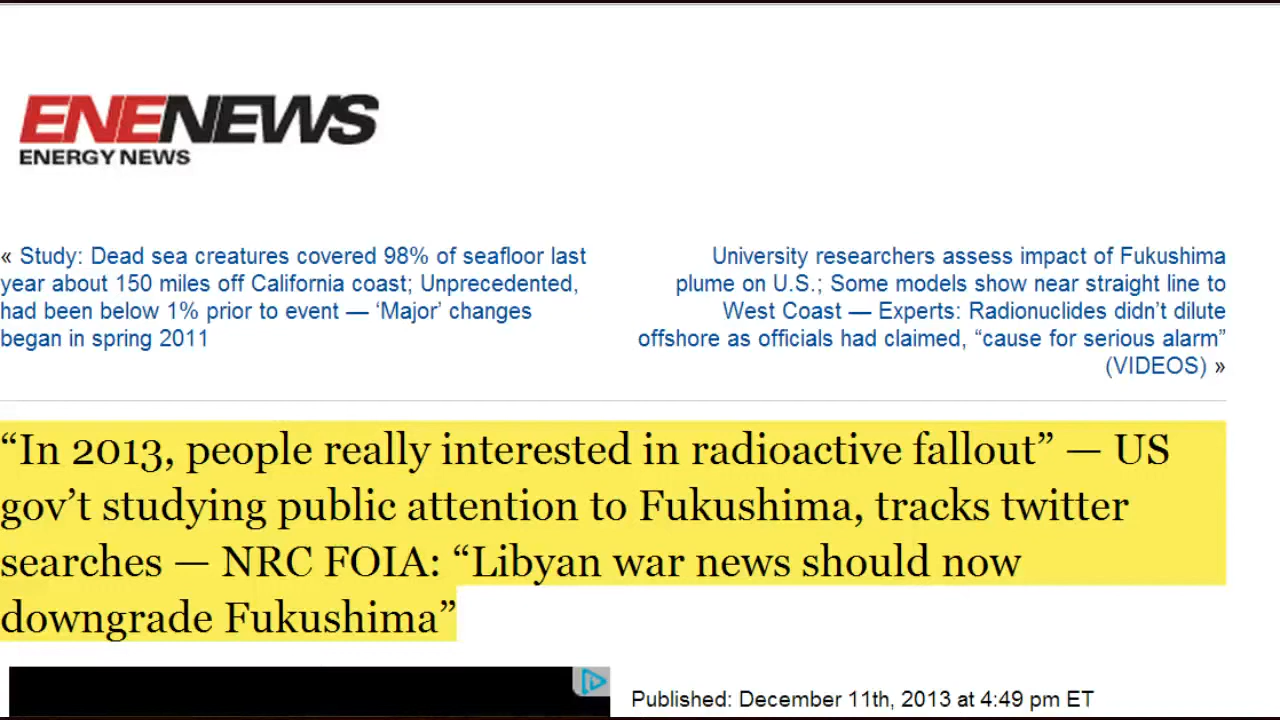 ENENEWS
ENERGY NEWS
« Study: Dead sea creatures covered 98% of seafloor last
year about 150 miles off California coast; Unprecedented,
had been below 1% prior to event — ‘Major’ changes
began in spring 2011
University researchers assess impact of Fukushima
plume on U.S.; Some models show near straight line to
West Coast — Experts: Radionuclides didn’t dilute
offshore as officials had claimed, “cause for serious alarm”
(VIDEOS) »
“In 2013, people really interested in radioactive fallout” — US
gov’t studying public attention to Fukushima, tracks twitter
searches — NRC FOIA: “Libyan war news should now
downgrade Fukushima”
Published: December 11th, 2013 at 4:49 pm ET